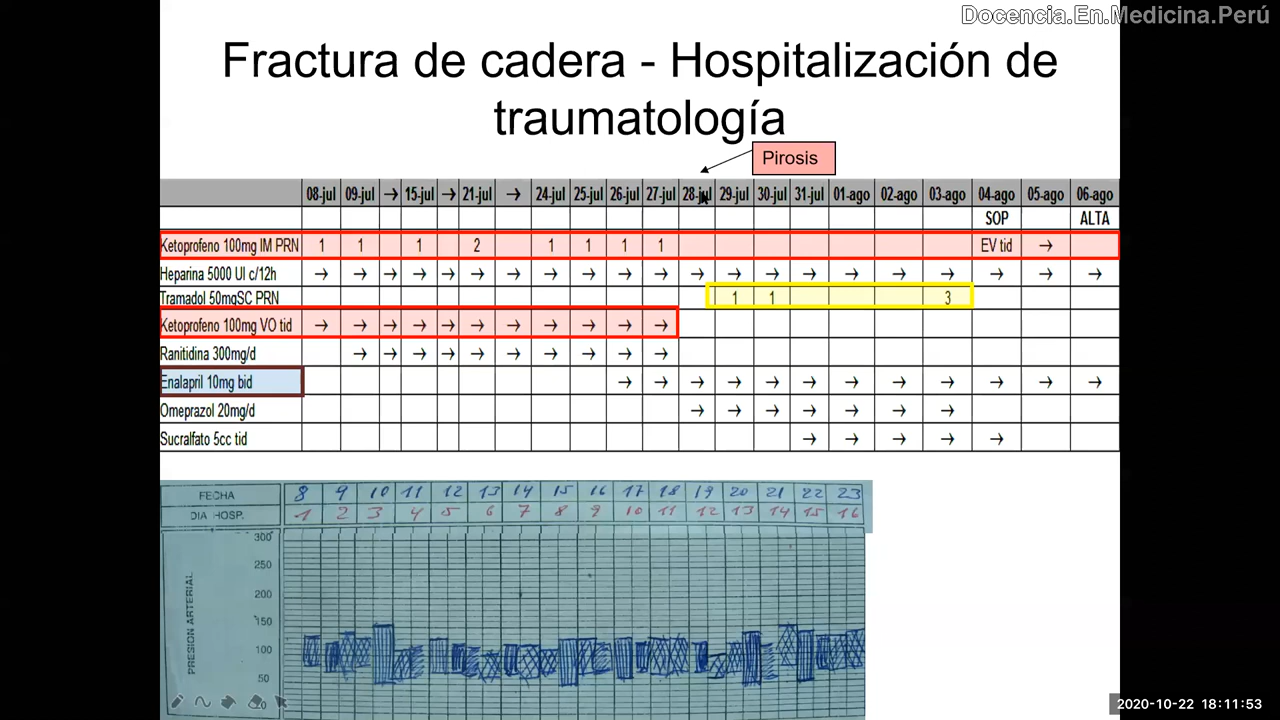 Docencia.En.Medicina.Perú
Fractura de cadera - Hospitalización de
traumatología
Pirosis
08-jul 09-jul → 15-jul → 21-jul → 24-jul 25-jul 26-jul 27-jul 28-jul 29-jul 30-jul 31-jul 01-ago 02-ago 03-ago 04-ago 05-ago 06-ago
SOP ALTA
Ketoprofeno 100mg IM PRN 1 1 1 2 1 1 1 1 EV tid →
Heparina 5000 UI c/12h → → → → → → → → → → → → → → → → → → → →
Tramadol 50mgSC PRN 1 1 3
Ketoprofeno 100mg VO tid → → → → → → → → → →
Ranitidina 300mg/d → → → → → → → → →
Enalapril 10mg bid → → → → → → → → → → → →
Omeprazol 20mg/d → → → → → → →
Sucralfato 5cc tid → → → → →
FECHA 8 9 10 11 12 13 14 15 16 17 18 19 20 21 22 23
DIA HOSP. 1 2 3 4 5 6 7 8 9 10 11 12 13 14 15 16
PRESION ARTERIAL
300
250
200
150
100
50
0
2020-10-22 18:11:53